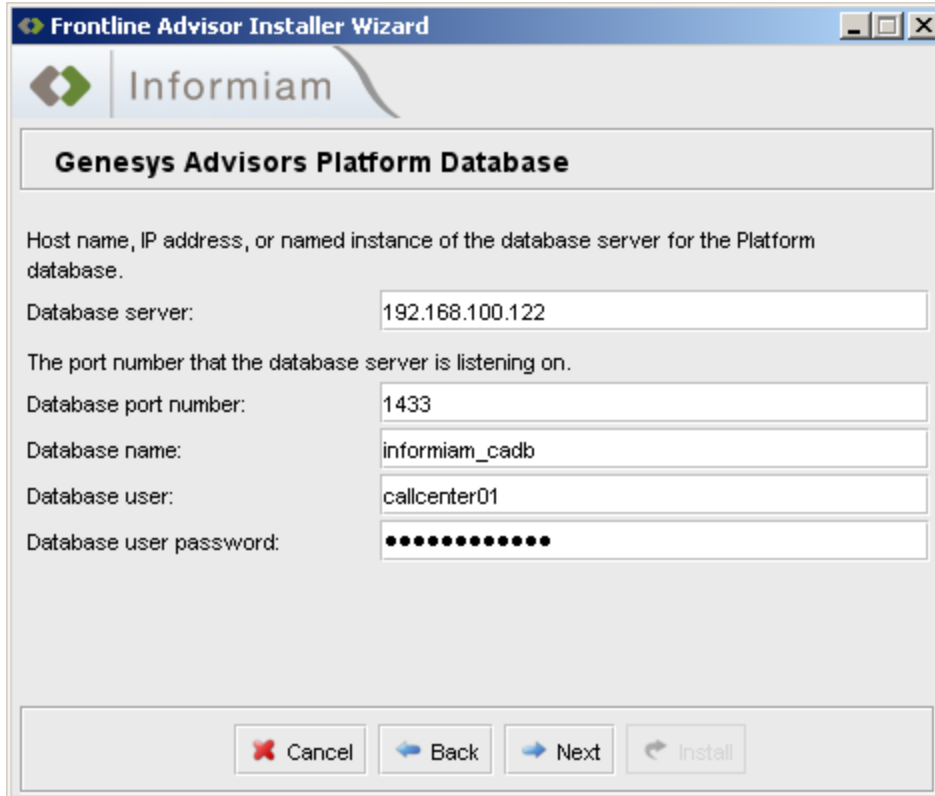 Frontline Advisor Installer Wizard
Informiam
Genesys Advisors Platform Database
Host name, IP address, or named instance of the database server for the Platform
database.
Database server: 192.168.100.122
The port number that the database server is listening on.
Database port number: 1433
Database name: informiam_cadb
Database user: callcenter01
Database user password: ••••••••••••
Cancel Back Next Install